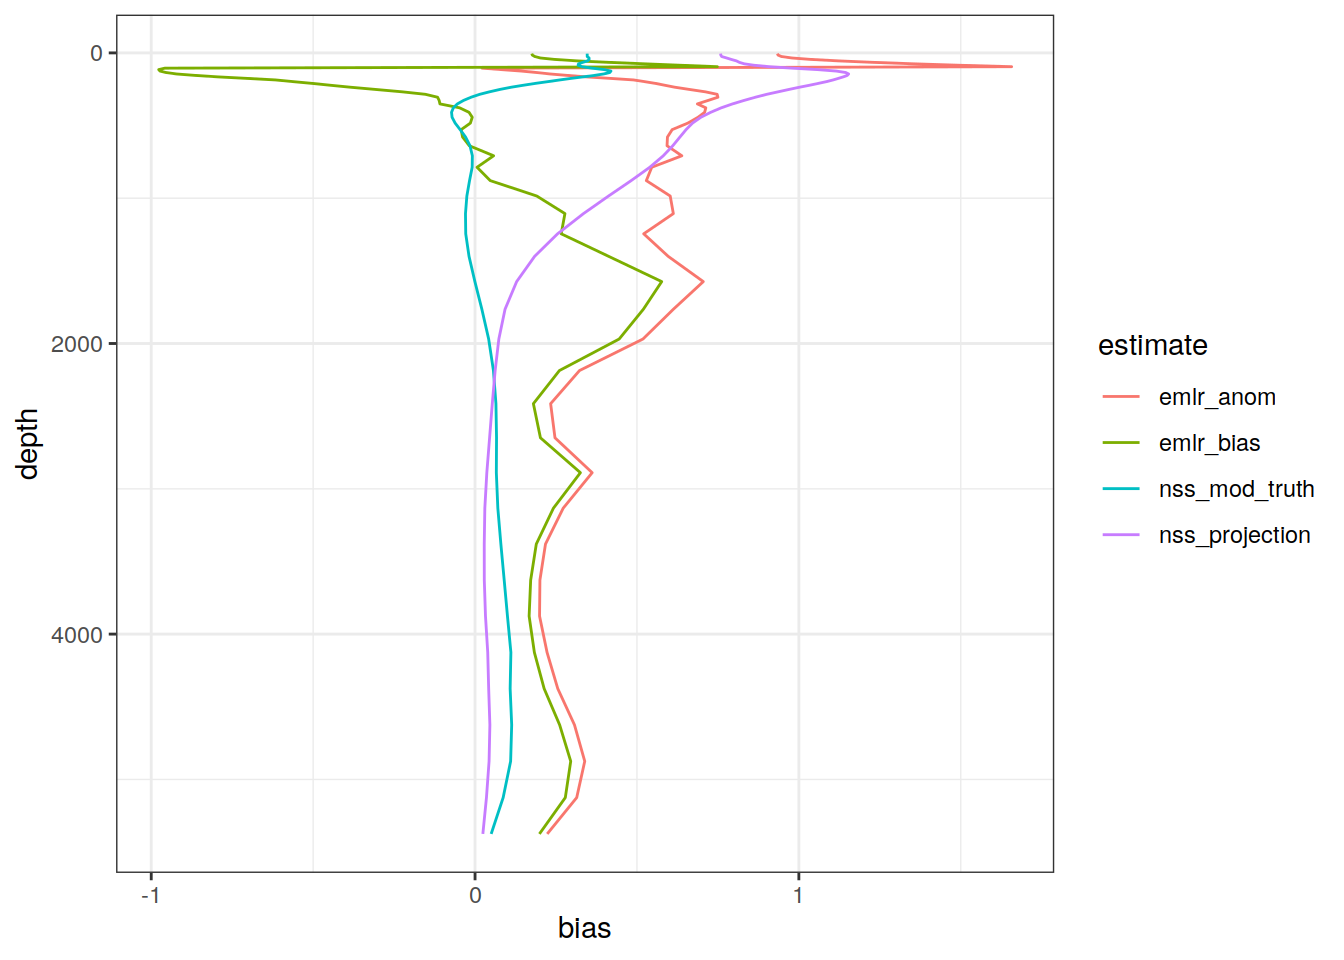 0
2000
4000
depth
-1
0
1
bias
estimate
emlr_anom
emlr_bias
nss_mod_truth
nss_projection